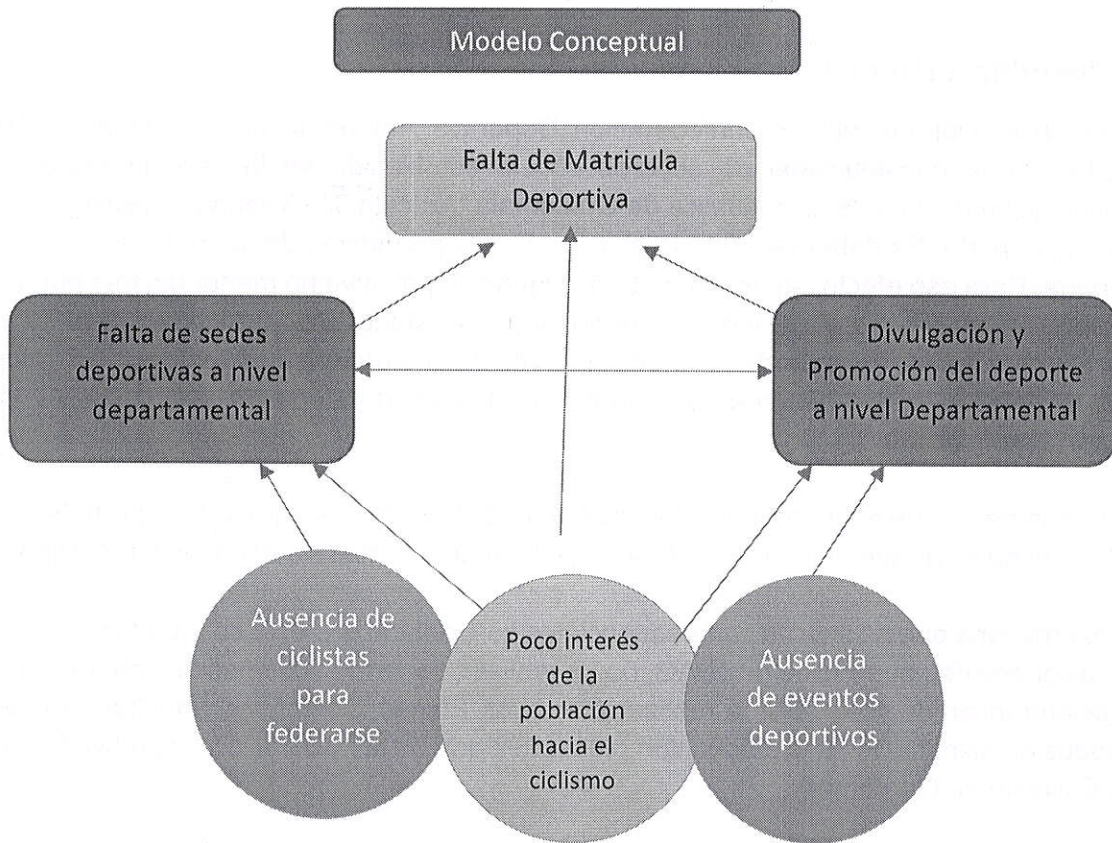 Modelo Conceptual
Falta de Matricula
Deportiva
Falta de sedes
deportivas a nivel
departamental
Divulgación y
Promoción del deporte
a nivel Departamental
Ausencia de
ciclistas
para
federarse
Poco interés
de la
población
hacia el
ciclismo
Ausencia
de eventos
deportivos